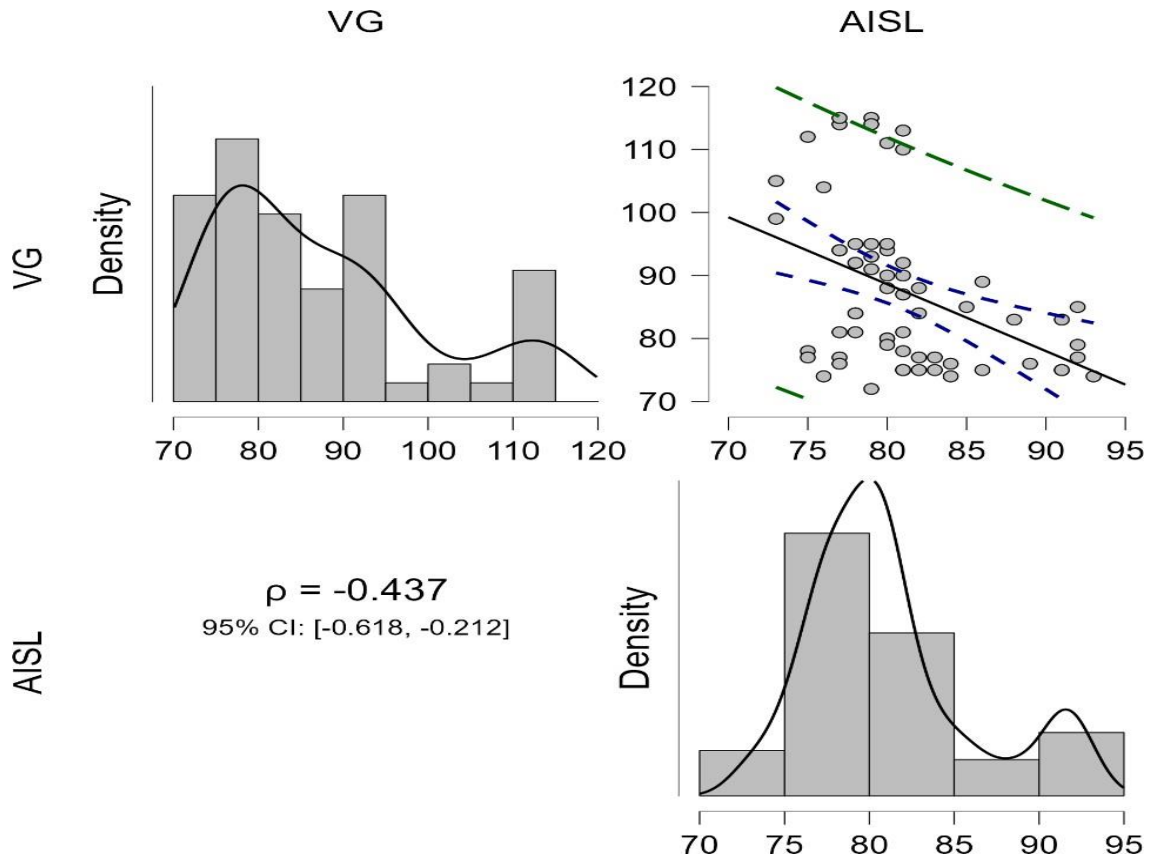 VG
AISL
VG
Density
70 80 90 100 110 120
120
110
100
90
80
70
70 75 80 85 90 95
AISL
ρ = -0.437
95% CI: [-0.618, -0.212]
Density
70 75 80 85 90 95